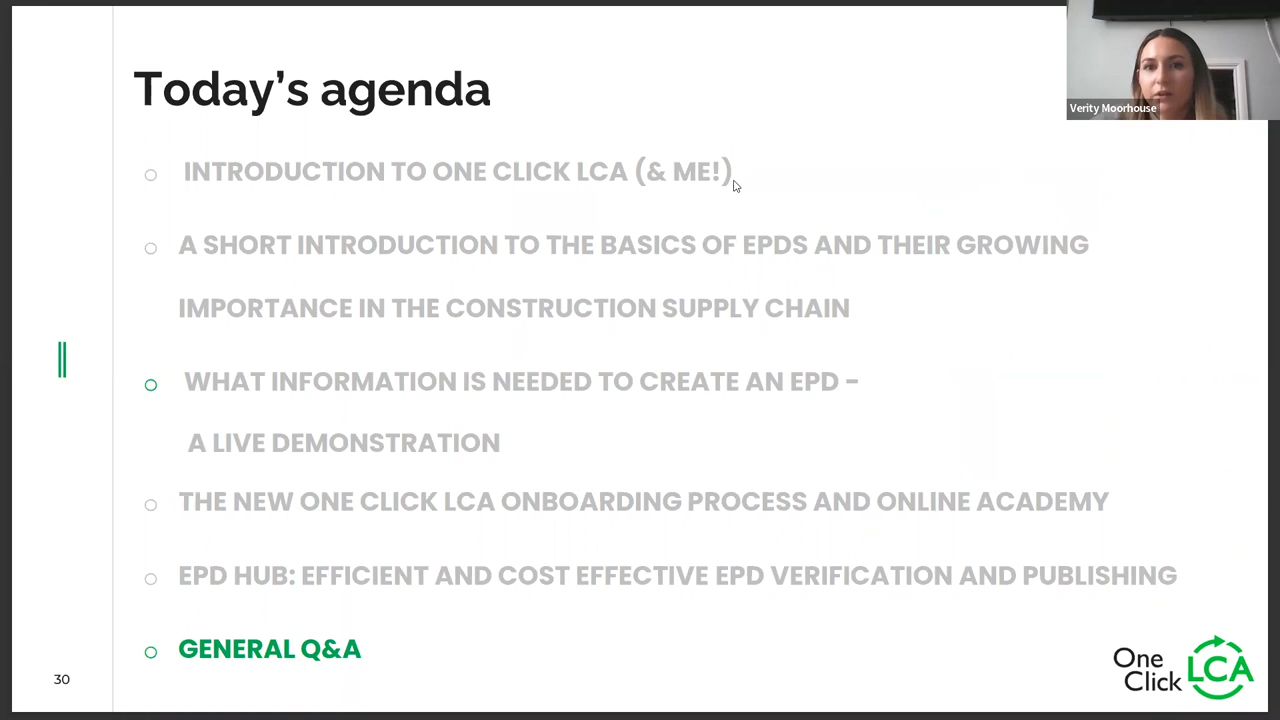 Today's agenda
Verity Moorhouse
INTRODUCTION TO ONE CLICK LCA (& ME!)
A SHORT INTRODUCTION TO THE BASICS OF EPDS AND THEIR GROWING
IMPORTANCE IN THE CONSTRUCTION SUPPLY CHAIN
WHAT INFORMATION IS NEEDED TO CREATE AN EPD –
A LIVE DEMONSTRATION
THE NEW ONE CLICK LCA ONBOARDING PROCESS AND ONLINE ACADEMY
EPD HUB: EFFICIENT AND COST EFFECTIVE EPD VERIFICATION AND PUBLISHING
GENERAL Q&A
30
One
Click LCA